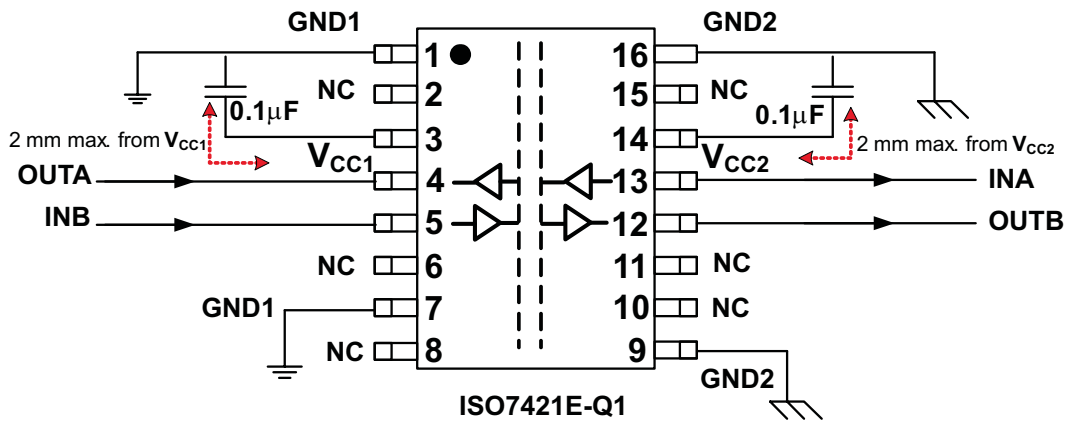 GND1
GND2
1
16
NC
2
15
NC
0.1μF
0.1μF
2 mm max. from VCC1
3
14
2 mm max. from VCC2
VCC1
VCC2
OUTA
4
13
INA
INB
5
12
OUTB
NC
6
11
NC
GND1
7
10
NC
NC
8
9
GND2
ISO7421E-Q1